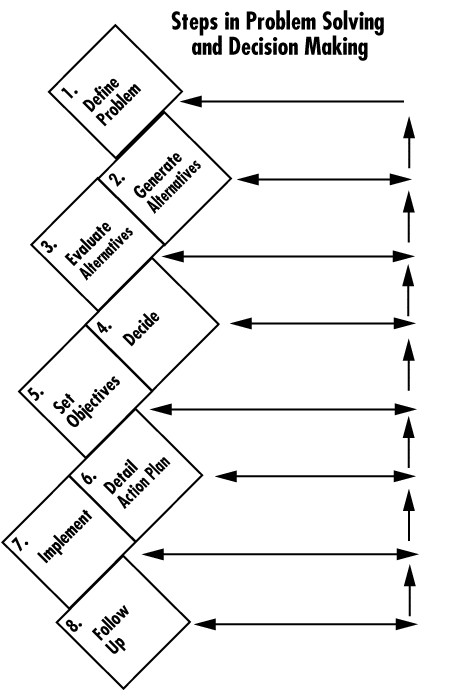 Steps in Problem Solving
and Decision Making
1.
Define
Problem
2.
Generate
Alternatives
3.
Evaluate
Alternatives
4.
Decide
5.
Set
Objectives
6.
Detail
Action Plan
7.
Implement
8.
Follow
Up